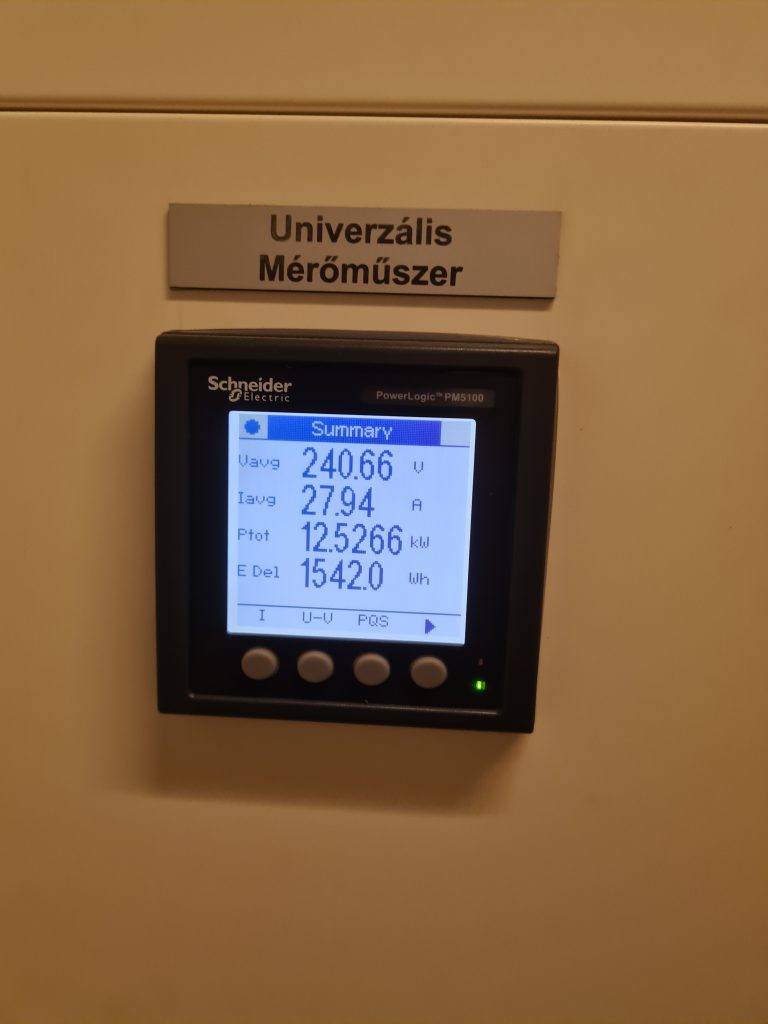 Univerzális
Mérőműszer
Schneider
Electric
PowerLogic™ PM5100
Summary
Vavg 240.66 V
Iavg 27.94 A
Ptot 12.5266 kW
E Del 1542.0 Wh
I U-V PQS